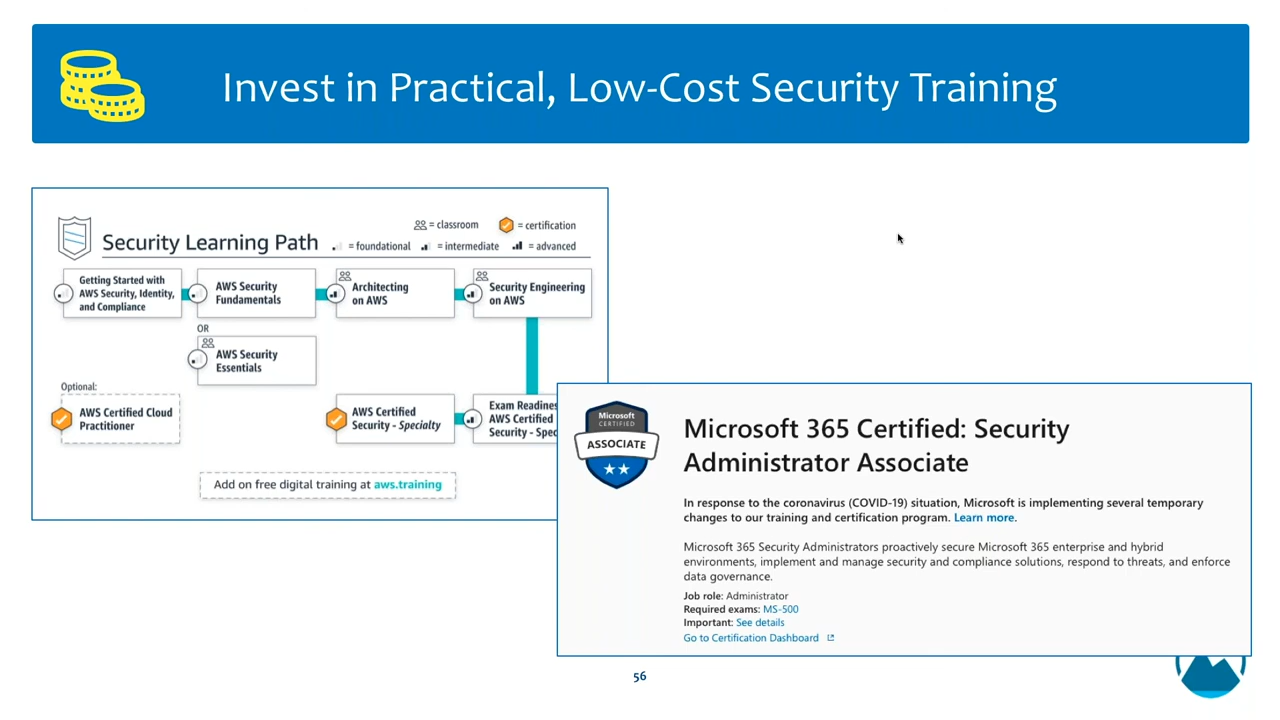 Invest in Practical, Low-Cost Security Training
Security Learning Path
= classroom
= certification
= foundational
= intermediate
= advanced
Getting Started with
AWS Security, Identity,
and Compliance
AWS Security
Fundamentals
Architecting
on AWS
Security Engineering
on AWS
OR
AWS Security
Essentials
Optional:
AWS Certified Cloud
Practitioner
AWS Certified
Security - Specialty
Exam Readines
AWS Certified
Security - Spec
Add on free digital training at aws.training
Microsoft
CERTIFIED
ASSOCIATE
Microsoft 365 Certified: Security
Administrator Associate
In response to the coronavirus (COVID-19) situation, Microsoft is implementing several temporary
changes to our training and certification program. Learn more.
Microsoft 365 Security Administrators proactively secure Microsoft 365 enterprise and hybrid
environments, implement and manage security and compliance solutions, respond to threats, and enforce
data governance.
Job role: Administrator
Required exams: MS-500
Important: See details
Go to Certification Dashboard
56